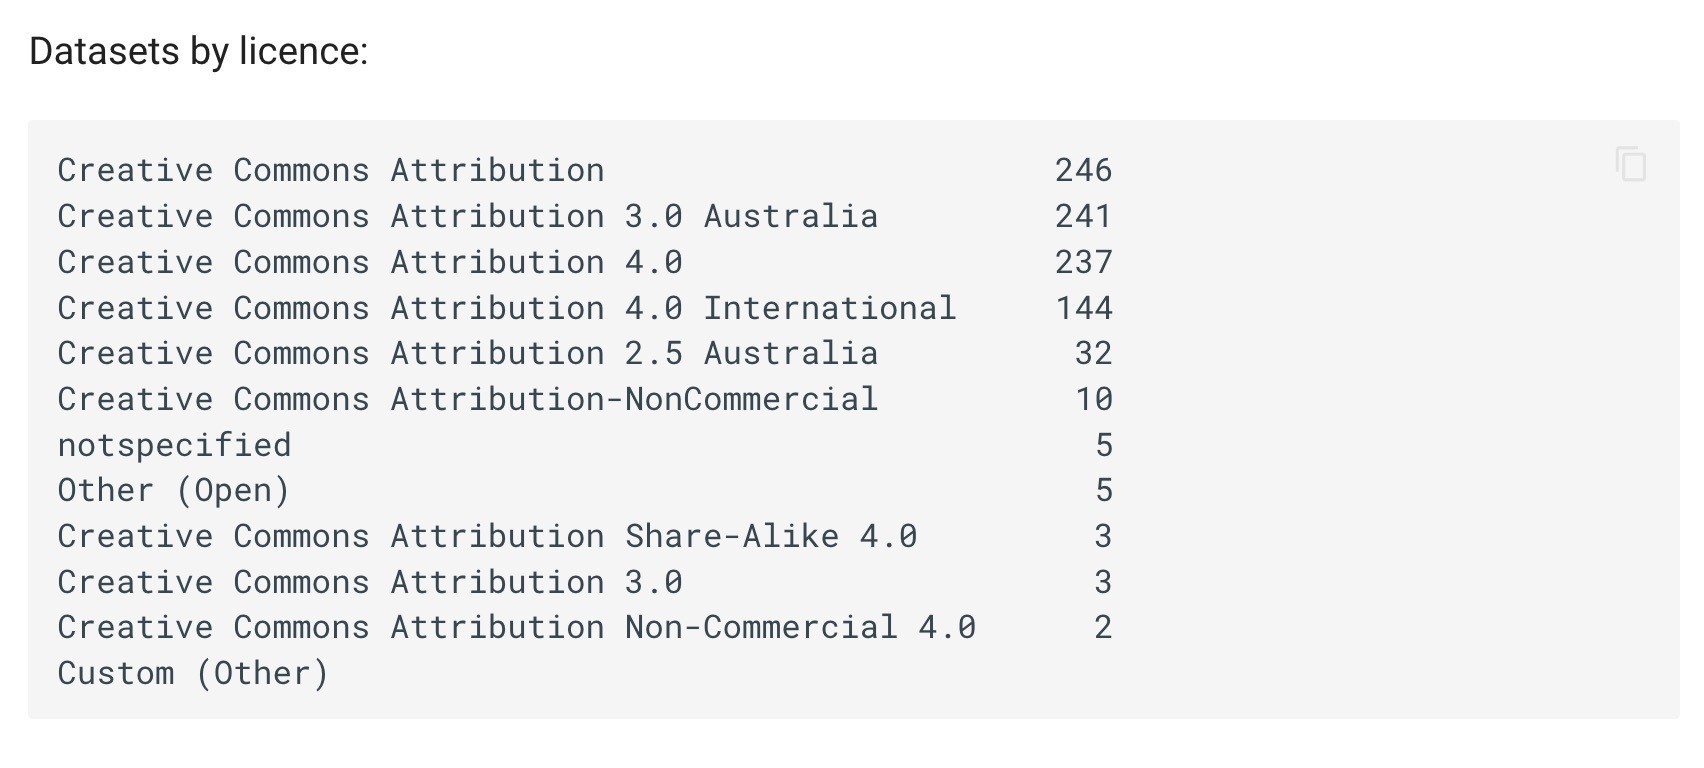 Datasets by licence:
Creative Commons Attribution 246
Creative Commons Attribution 3.0 Australia 241
Creative Commons Attribution 4.0 237
Creative Commons Attribution 4.0 International 144
Creative Commons Attribution 2.5 Australia 32
Creative Commons Attribution-NonCommercial 10
notspecified 5
Other (Open) 5
Creative Commons Attribution Share-Alike 4.0 3
Creative Commons Attribution 3.0 3
Creative Commons Attribution Non-Commercial 4.0 2
Custom (Other)